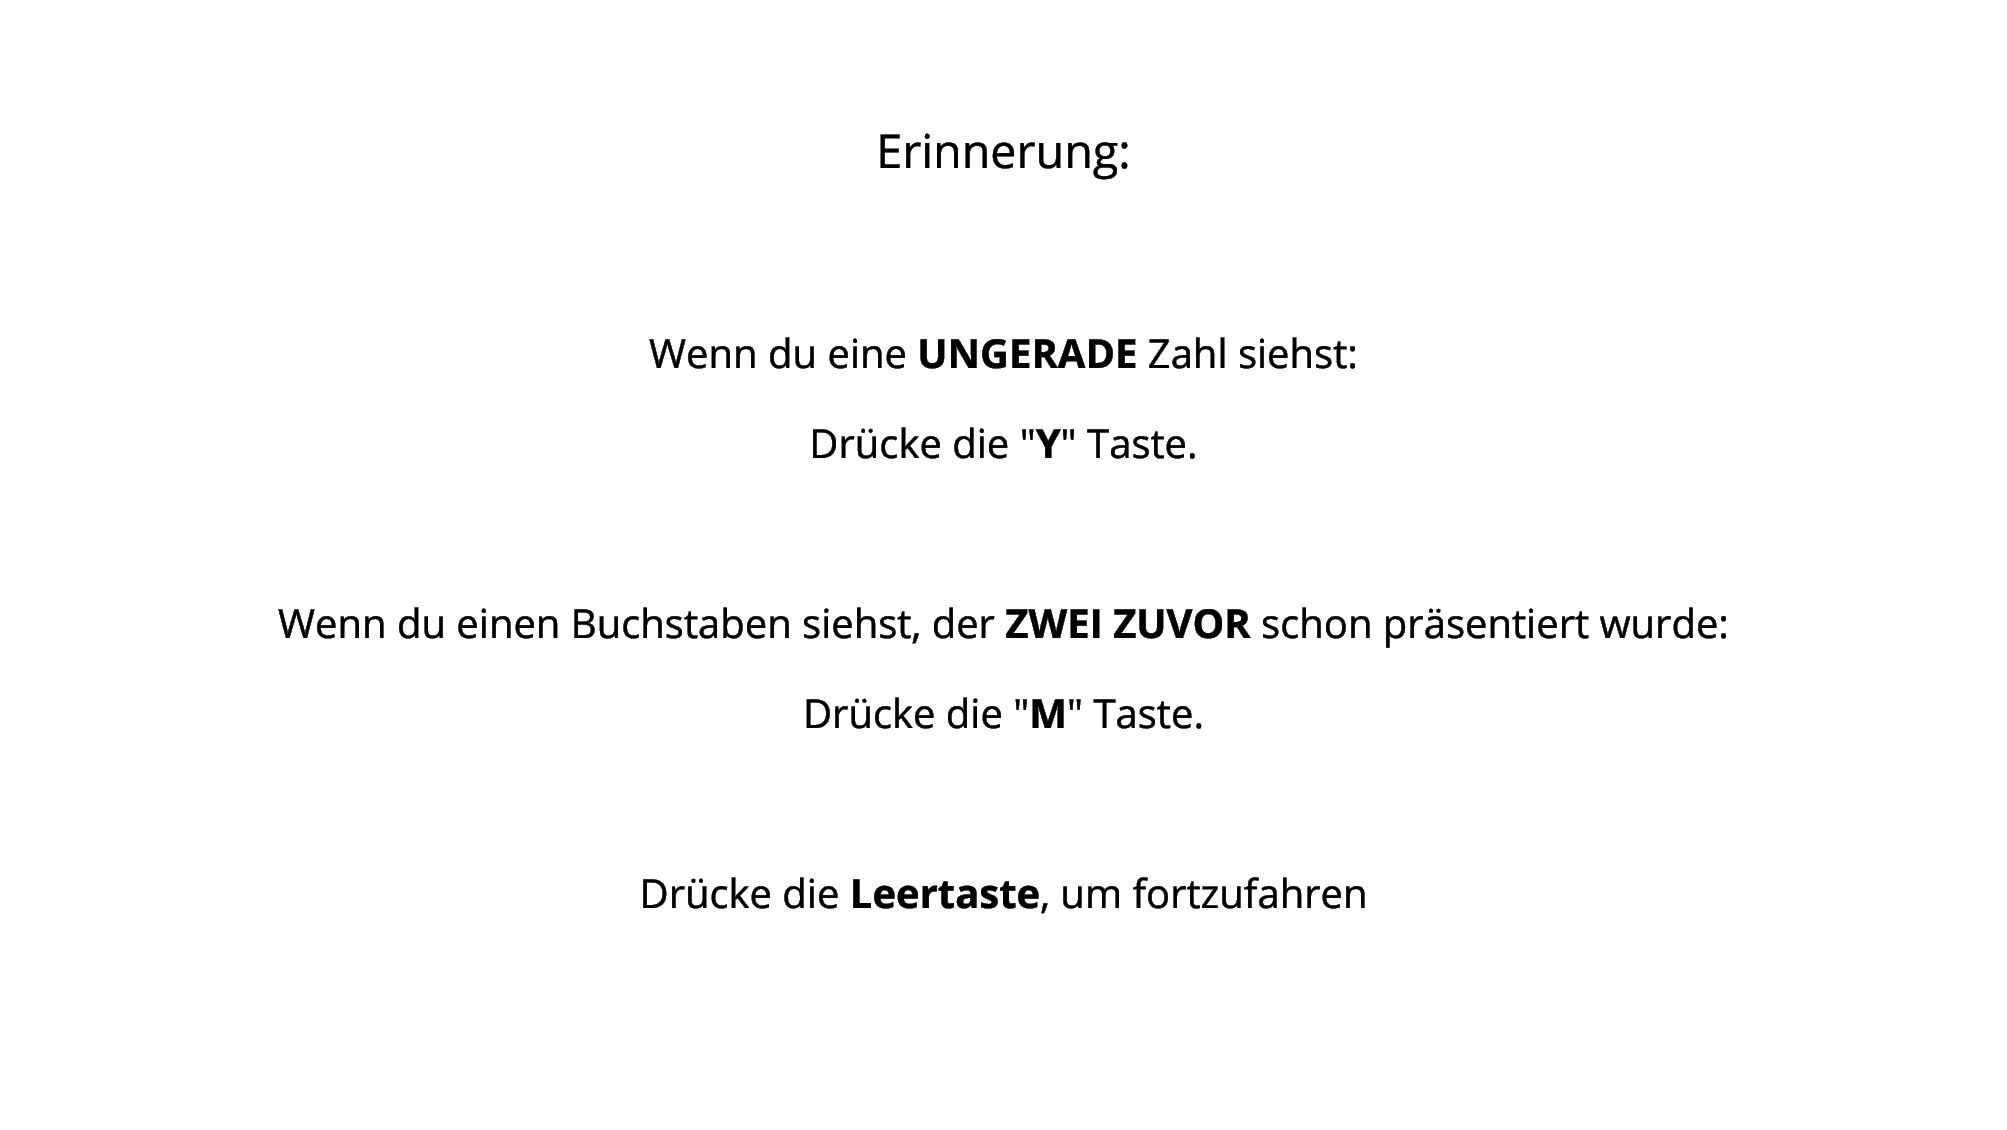 Erinnerung:
Wenn du eine UNGERADE Zahl siehst:
Drücke die "Y" Taste.
Wenn du einen Buchstaben siehst, der ZWEI ZUVOR schon präsentiert wurde:
Drücke die "M" Taste.
Drücke die Leertaste, um fortzufahren